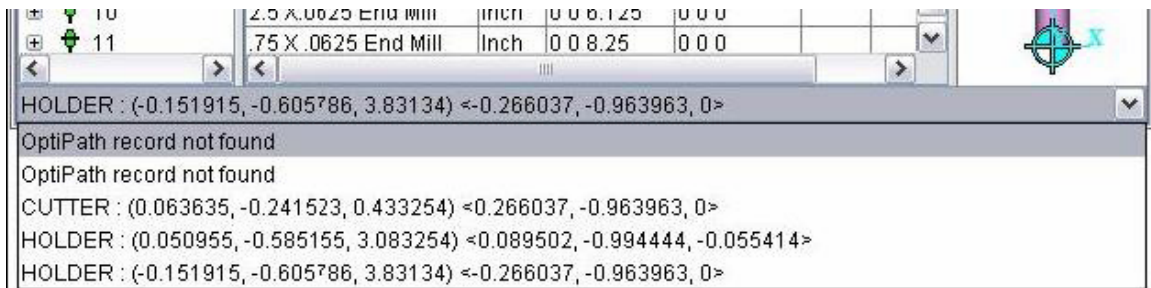 10 2.5 X.0625 End Mill Inch 0 0 6.125 0 0 0
11 .75 X .0625 End Mill Inch 0 0 8.25 0 0 0
X
HOLDER : (-0.151915, -0.605786, 3.83134) <-0.266037, -0.963963, 0>
OptiPath record not found
OptiPath record not found
CUTTER : (0.063635, -0.241523, 0.433254) <0.266037, -0.963963, 0>
HOLDER : (0.050955, -0.585155, 3.083254) <0.089502, -0.994444, -0.055414>
HOLDER : (-0.151915, -0.605786, 3.83134) <-0.266037, -0.963963, 0>